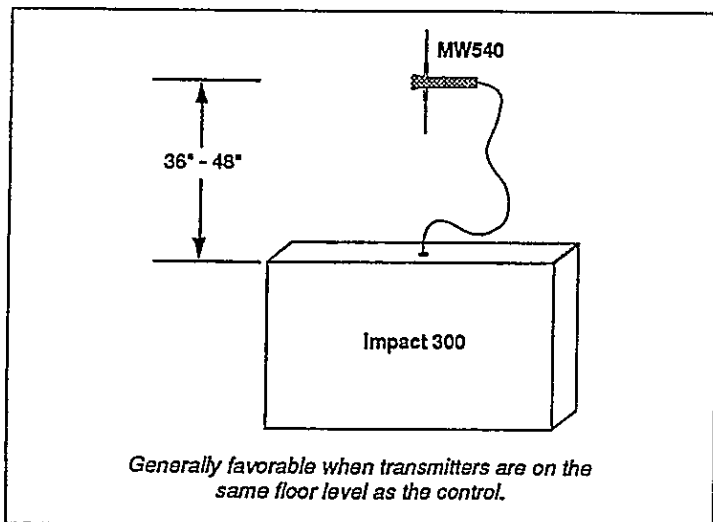 MW540
36" - 48"
Impact 300
Generally favorable when transmitters are on the
same floor level as the control.